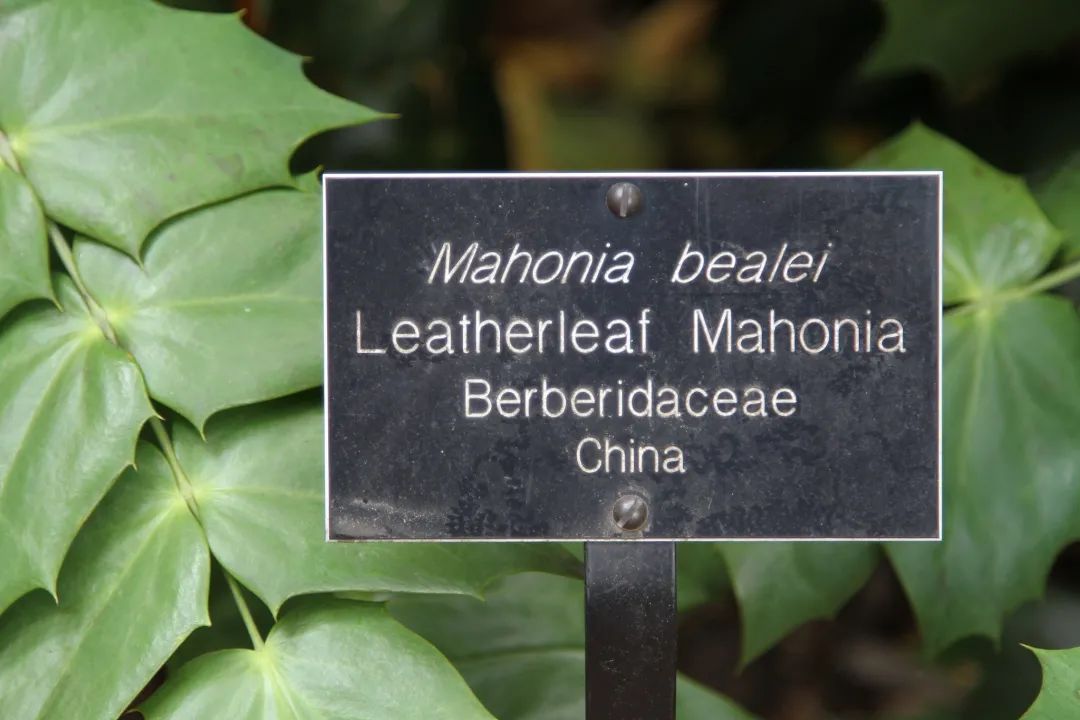 Mahonia bealei
Leatherleaf Mahonia
Berberidaceae
China